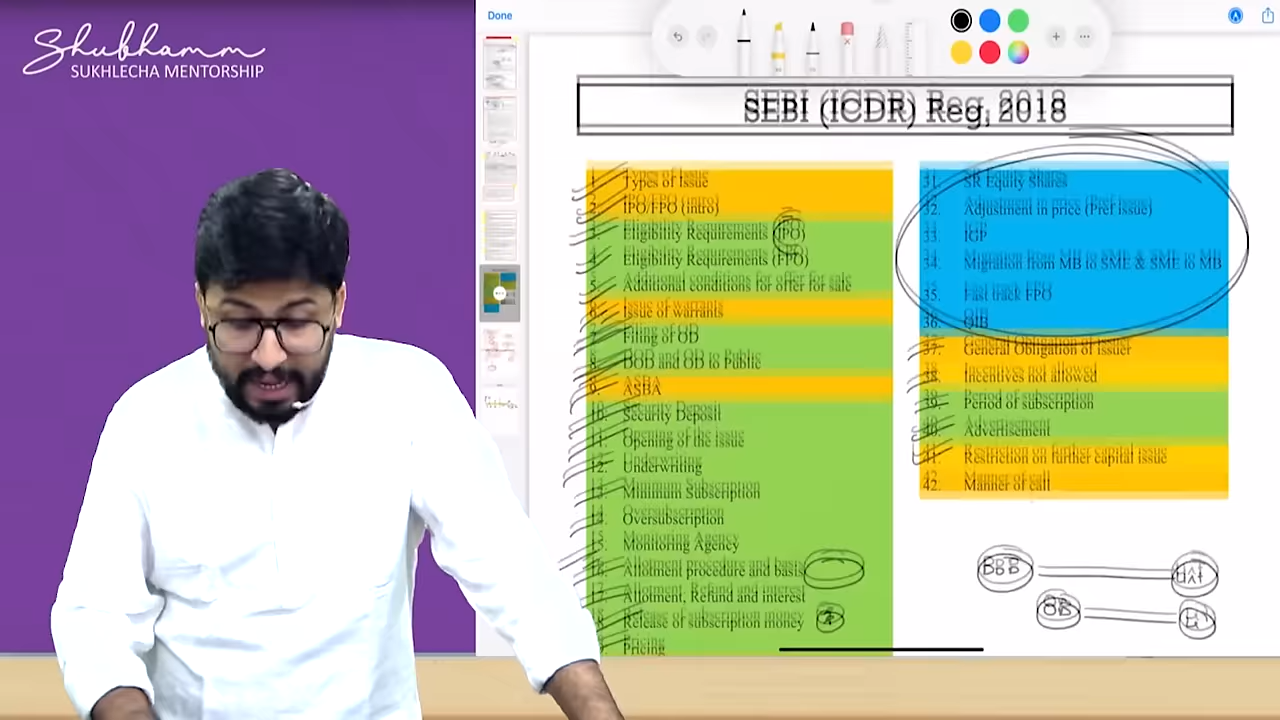 Shubhamm
SUKHLECHA MENTORSHIP
Done
SEBI (ICDR) Reg, 2018
1. Types of Issue
2. IPO/FPO (intro)
3. Eligibility Requirements (IPO)
4. Eligibility Requirements (FPO)
5. Additional conditions for offer for sale
6. Issue of warrants
7. Filing of OD
8. DOD and OD to Public
9. ASBA
10. Security Deposit
11. Opening of the issue
12. Underwriting
13. Minimum Subscription
14. Oversubscription
15. Monitoring Agency
16. Allotment procedure and basis
17. Allotment, Refund and interest
18. Release of subscription money
19. Pricing
31. SR Equity Shares
32. Adjustment in price (Pref issue)
33. IGP
34. Migration from MB to SME & SME to MB
35. Fast track FPO
36. QIB
37. General Obligation of issuer
38. Incentives not allowed
39. Period of subscription
40. Advertisement
41. Restriction on further capital issue
42. Manner of call
BBB
OB